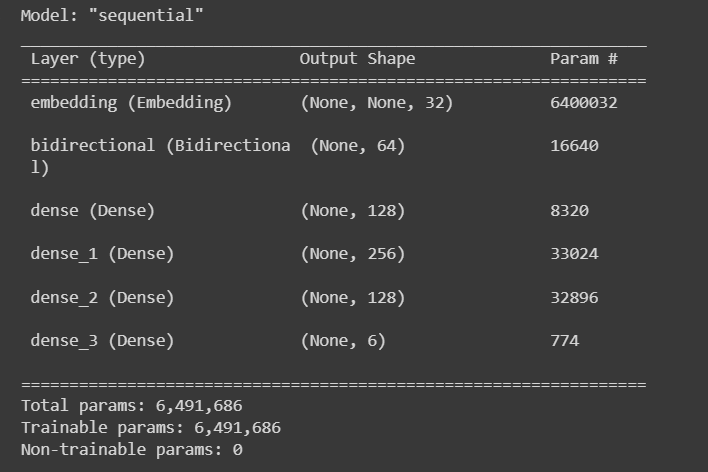 Model: "sequential"
Layer (type) Output Shape Param #
=================================================================
embedding (Embedding) (None, None, 32) 6400032
bidirectional (Bidirectiona (None, 64) 16640
l)
dense (Dense) (None, 128) 8320
dense_1 (Dense) (None, 256) 33024
dense_2 (Dense) (None, 128) 32896
dense_3 (Dense) (None, 6) 774
=================================================================
Total params: 6,491,686
Trainable params: 6,491,686
Non-trainable params: 0